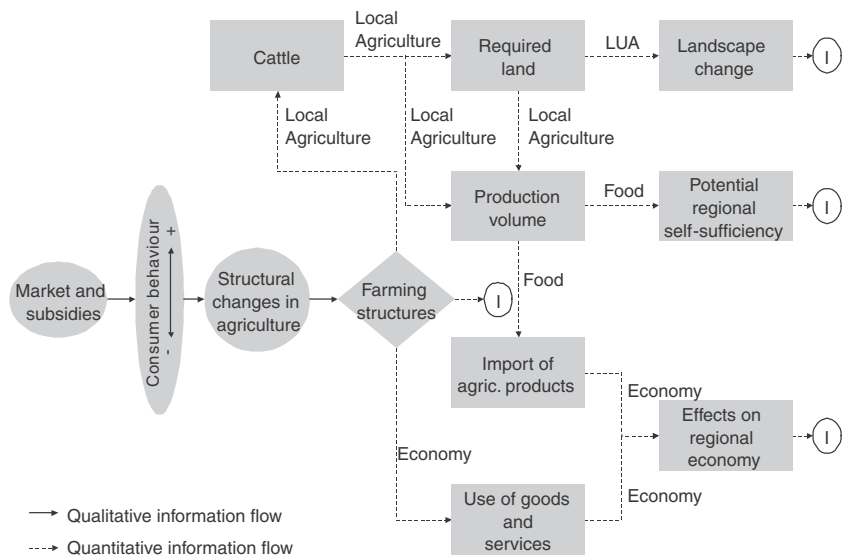 Local
Agriculture
Cattle
Required
land
LUA
Landscape
change
I
Local
Agriculture
Local
Agriculture
Local
Agriculture
Production
volume
Food
Potential
regional
self-sufficiency
I
Market and
subsidies
Consumer behaviour
+
-
Structural
changes in
agriculture
Farming
structures
I
Food
Import of
agric. products
Economy
Effects on
regional
economy
I
Economy
Use of goods
and
services
Economy
Qualitative information flow
Quantitative information flow